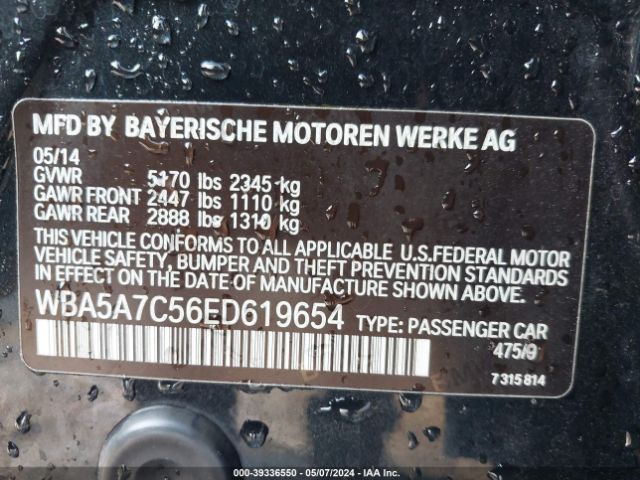 MFD BY BAYERISCHE MOTOREN WERKE AG
05/14
GVWR 5170 lbs 2345 kg
GAWR FRONT 2447 lbs 1110 kg
GAWR REAR 2888 lbs 1310 kg
THIS VEHICLE CONFORMS TO ALL APPLICABLE U.S.FEDERAL MOTOR
VEHICLE SAFETY, BUMPER AND THEFT PREVENTION
STANDARDS IN EFFECT ON THE DATE OF MANUFACTURE SHOWN ABOVE.
WBA5A7C56ED619654 TYPE: PASSENGER CAR
475/9
7 315 814
000-39336550 - 05/07/2024 - IAA Inc.